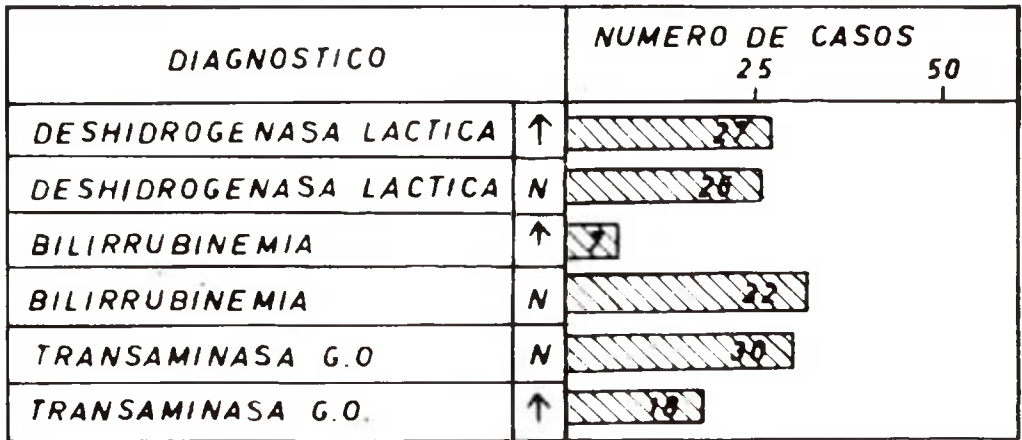 DIAGNOSTICO
NUMERO DE CASOS
25 50
DESHIDROGENASA LACTICA ↑ 27
DESHIDROGENASA LACTICA N 26
BILIRRUBINEMIA ↑ 7
BILIRRUBINEMIA N
TRANSAMINASA G.O N 30
TRANSAMINASA G.O. ↑ 18